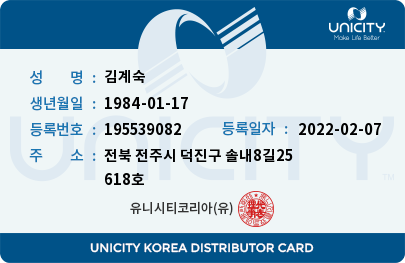 UNICITY
Make Life Better
성 명 : 김계숙
생년월일 : 1984-01-17
등록번호 : 195539082 등록일자 : 2022-02-07
주 소 : 전북 전주시 덕진구 솔내8길25
618호
UNICITY
TM
유니시티코리아(유)
UNICITY KOREA DISTRIBUTOR CARD